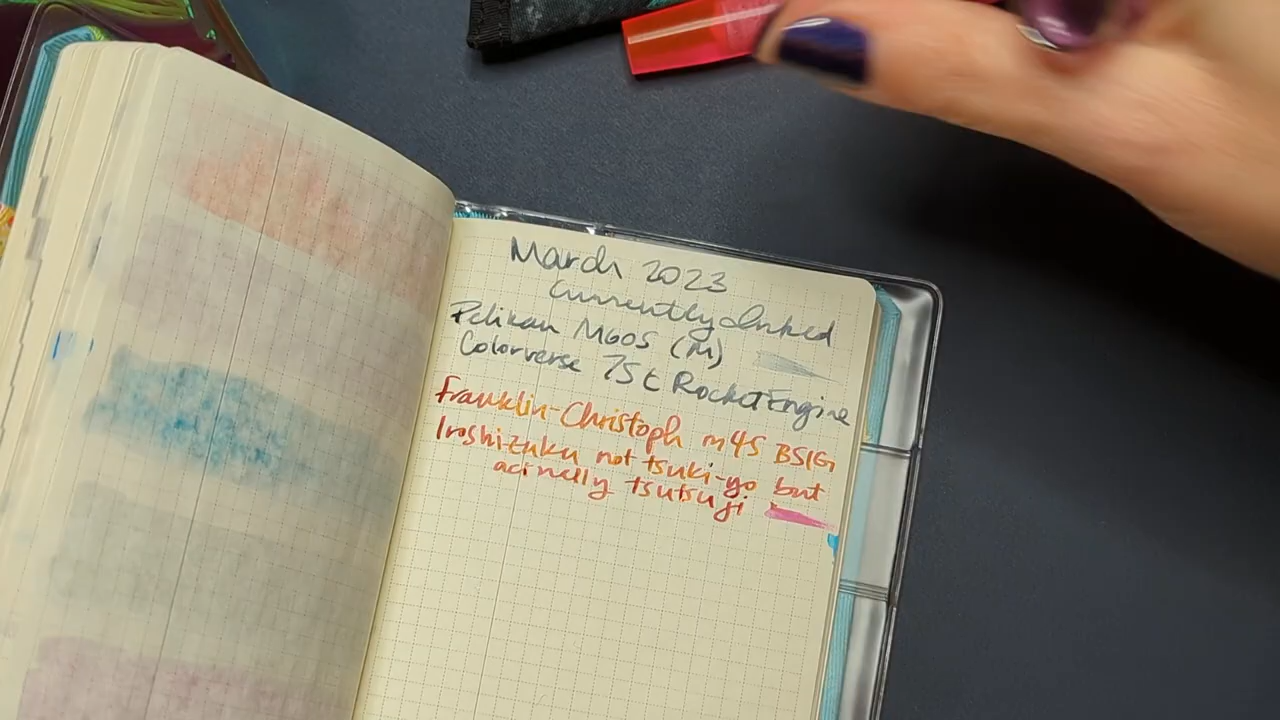 March 2023
Currently Inked
Pelikan M605 (M)
Colorverse 75t Rocket Engine
Franklin-Christoph m45 BSIG
Iroshizuku not tsuki-yo but
actually tsutsuji